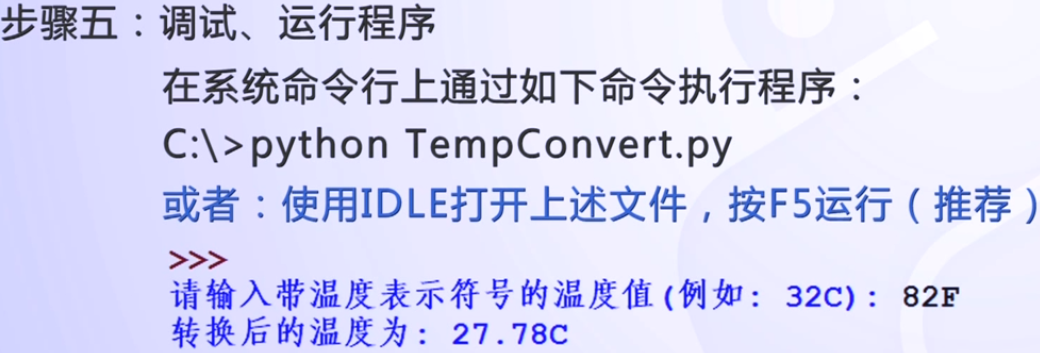 步骤五：调试、运行程序
在系统命令行上通过如下命令执行程序：
C:\>python TempConvert.py
或者：使用IDLE打开上述文件，按F5运行（推荐）
>>>
请输入带温度表示符号的温度值(例如: 32C): 82F
转换后的温度为: 27.78C